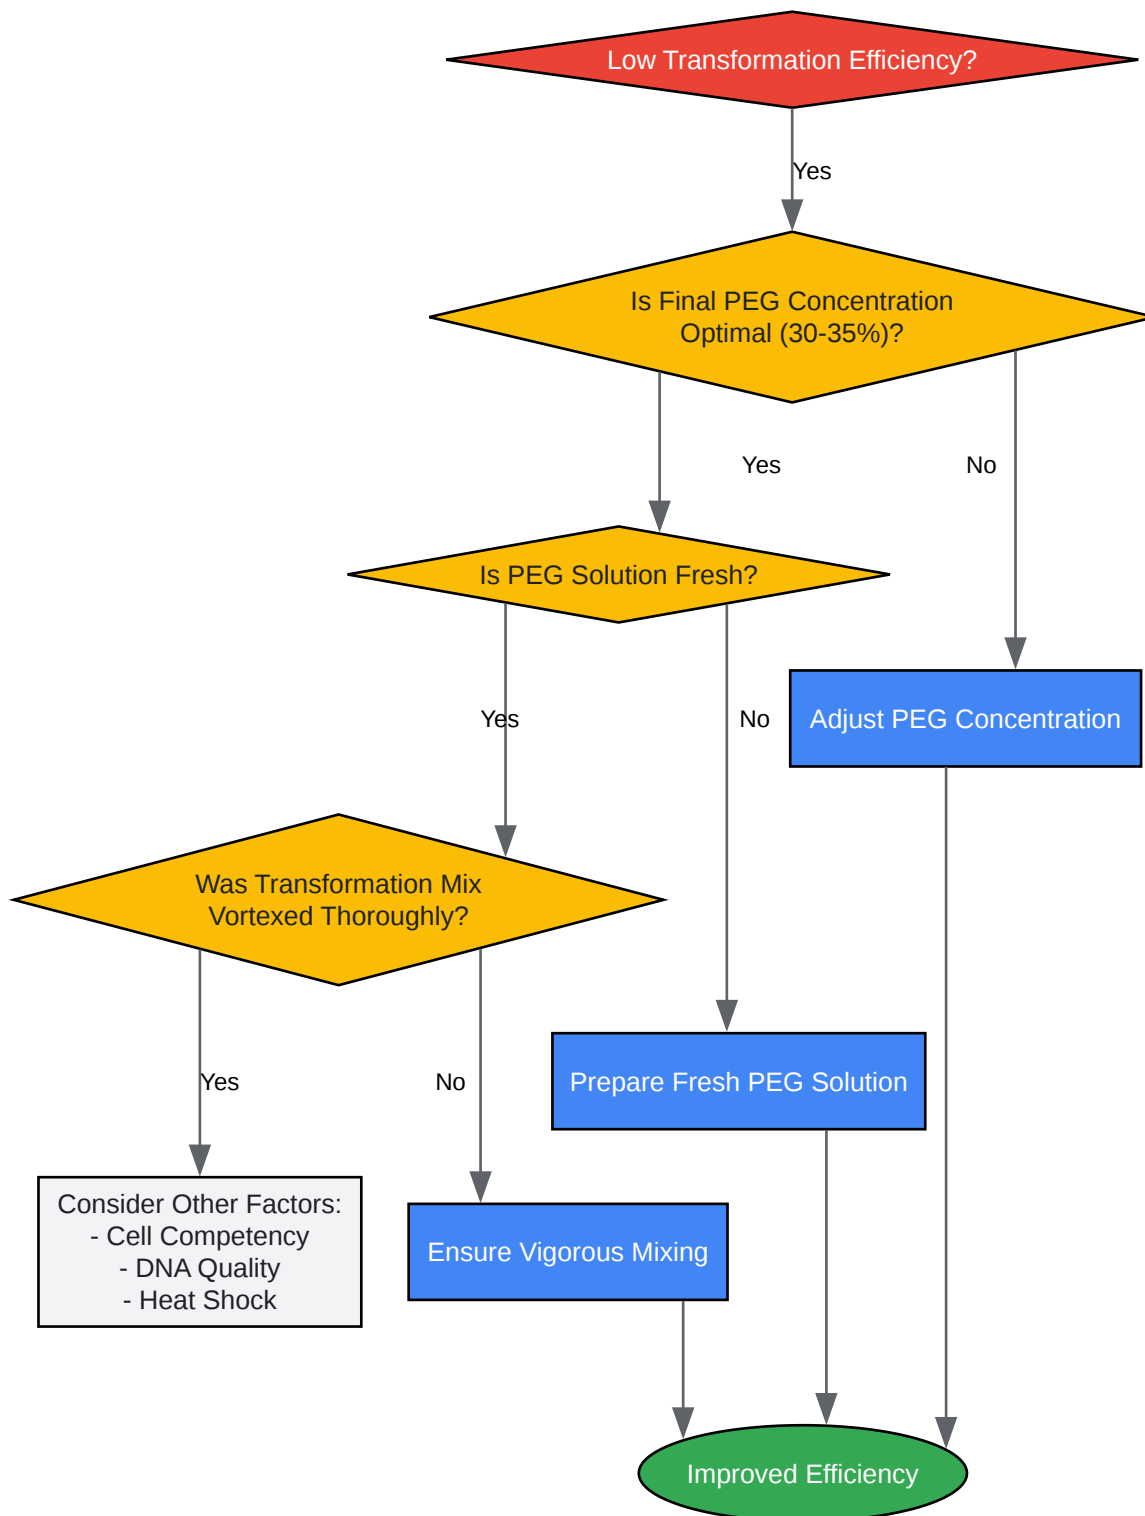 Low Transformation Efficiency?
Yes
Is Final PEG Concentration
Optimal (30-35%)?
Yes
No
Is PEG Solution Fresh?
Yes
No
Adjust PEG Concentration
Was Transformation Mix
Vortexed Thoroughly?
Yes
No
Prepare Fresh PEG Solution
Consider Other Factors:
- Cell Competency
- DNA Quality
- Heat Shock
Ensure Vigorous Mixing
Improved Efficiency